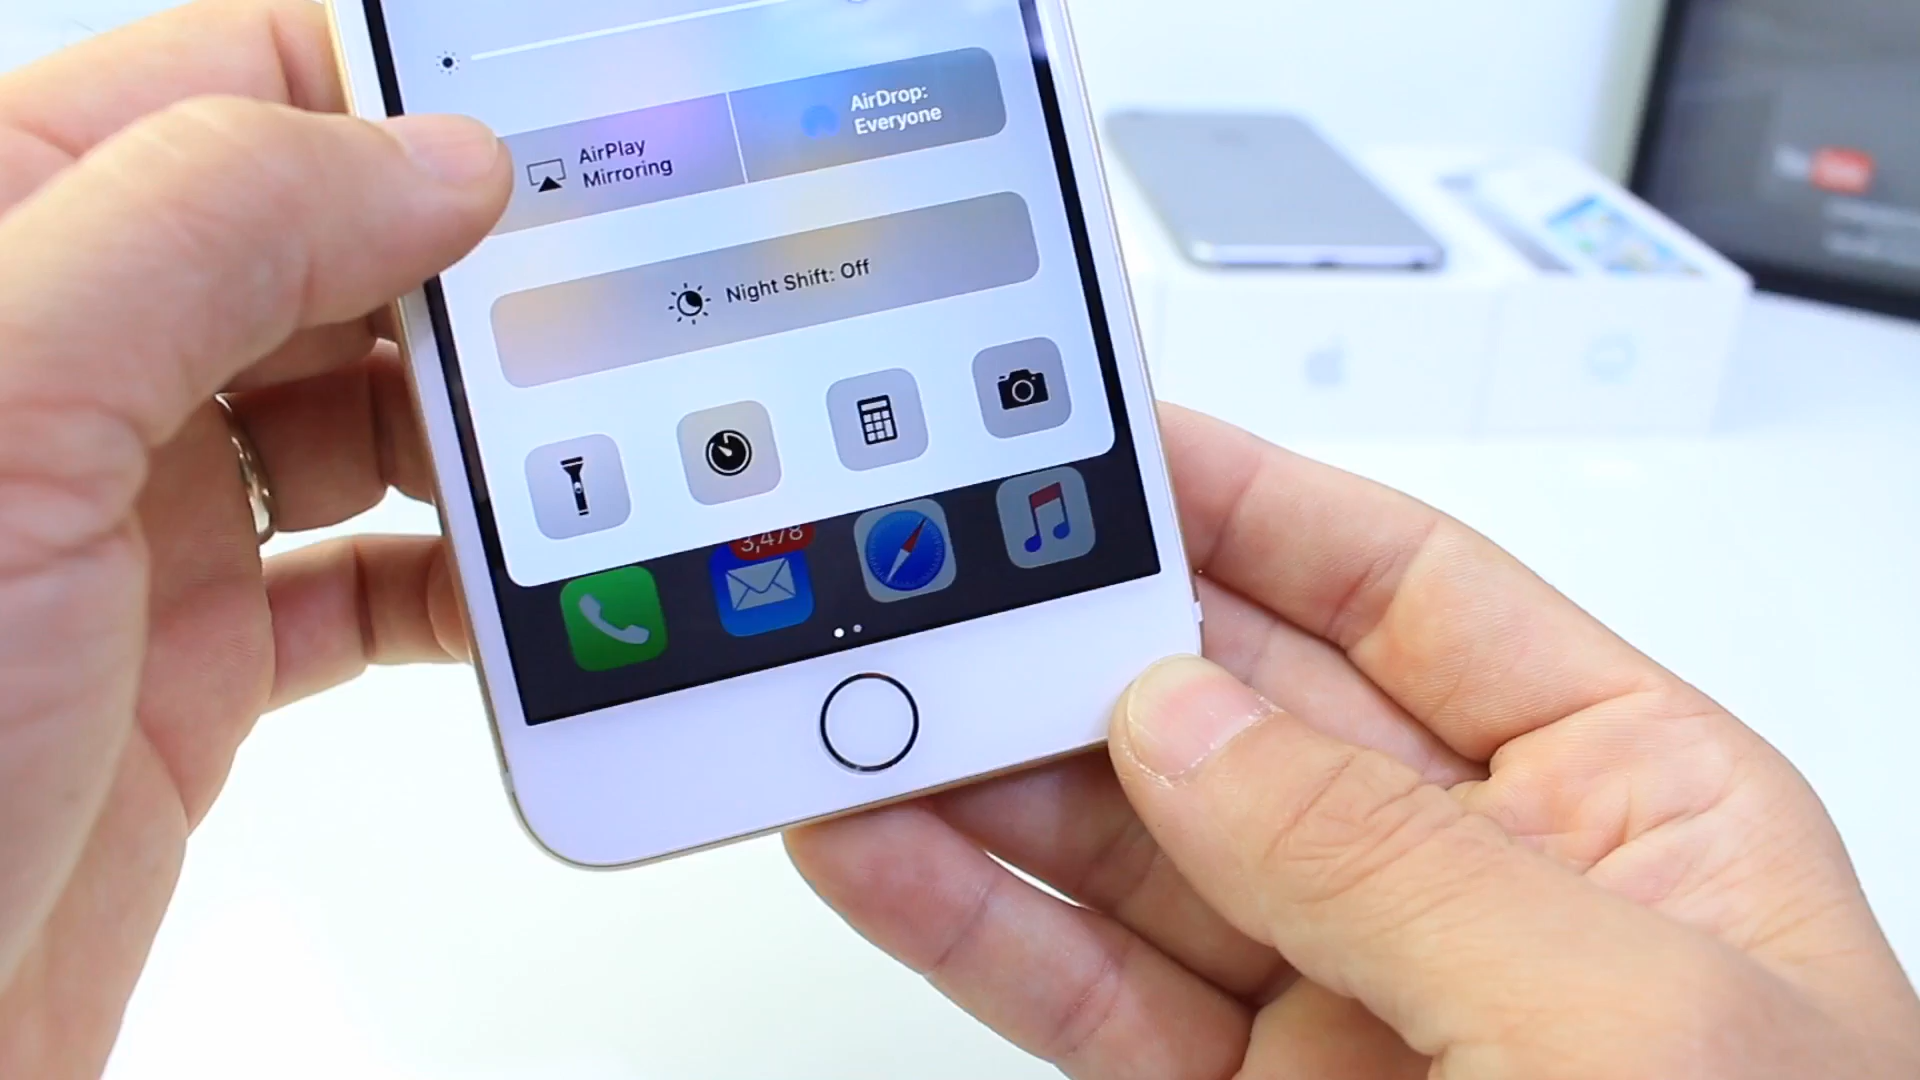 AirPlay
Mirroring
AirDrop:
Everyone
Night Shift: Off
3,478